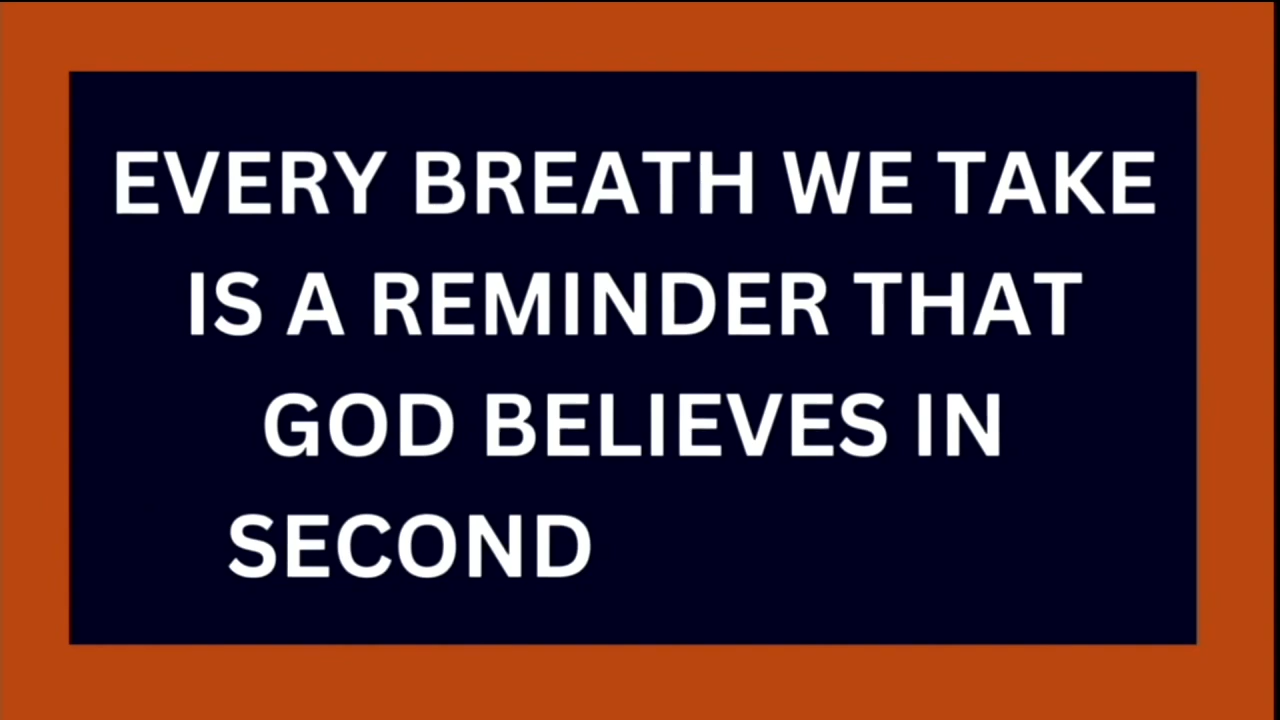 EVERY BREATH WE TAKE
IS A REMINDER THAT
GOD BELIEVES IN
SECOND